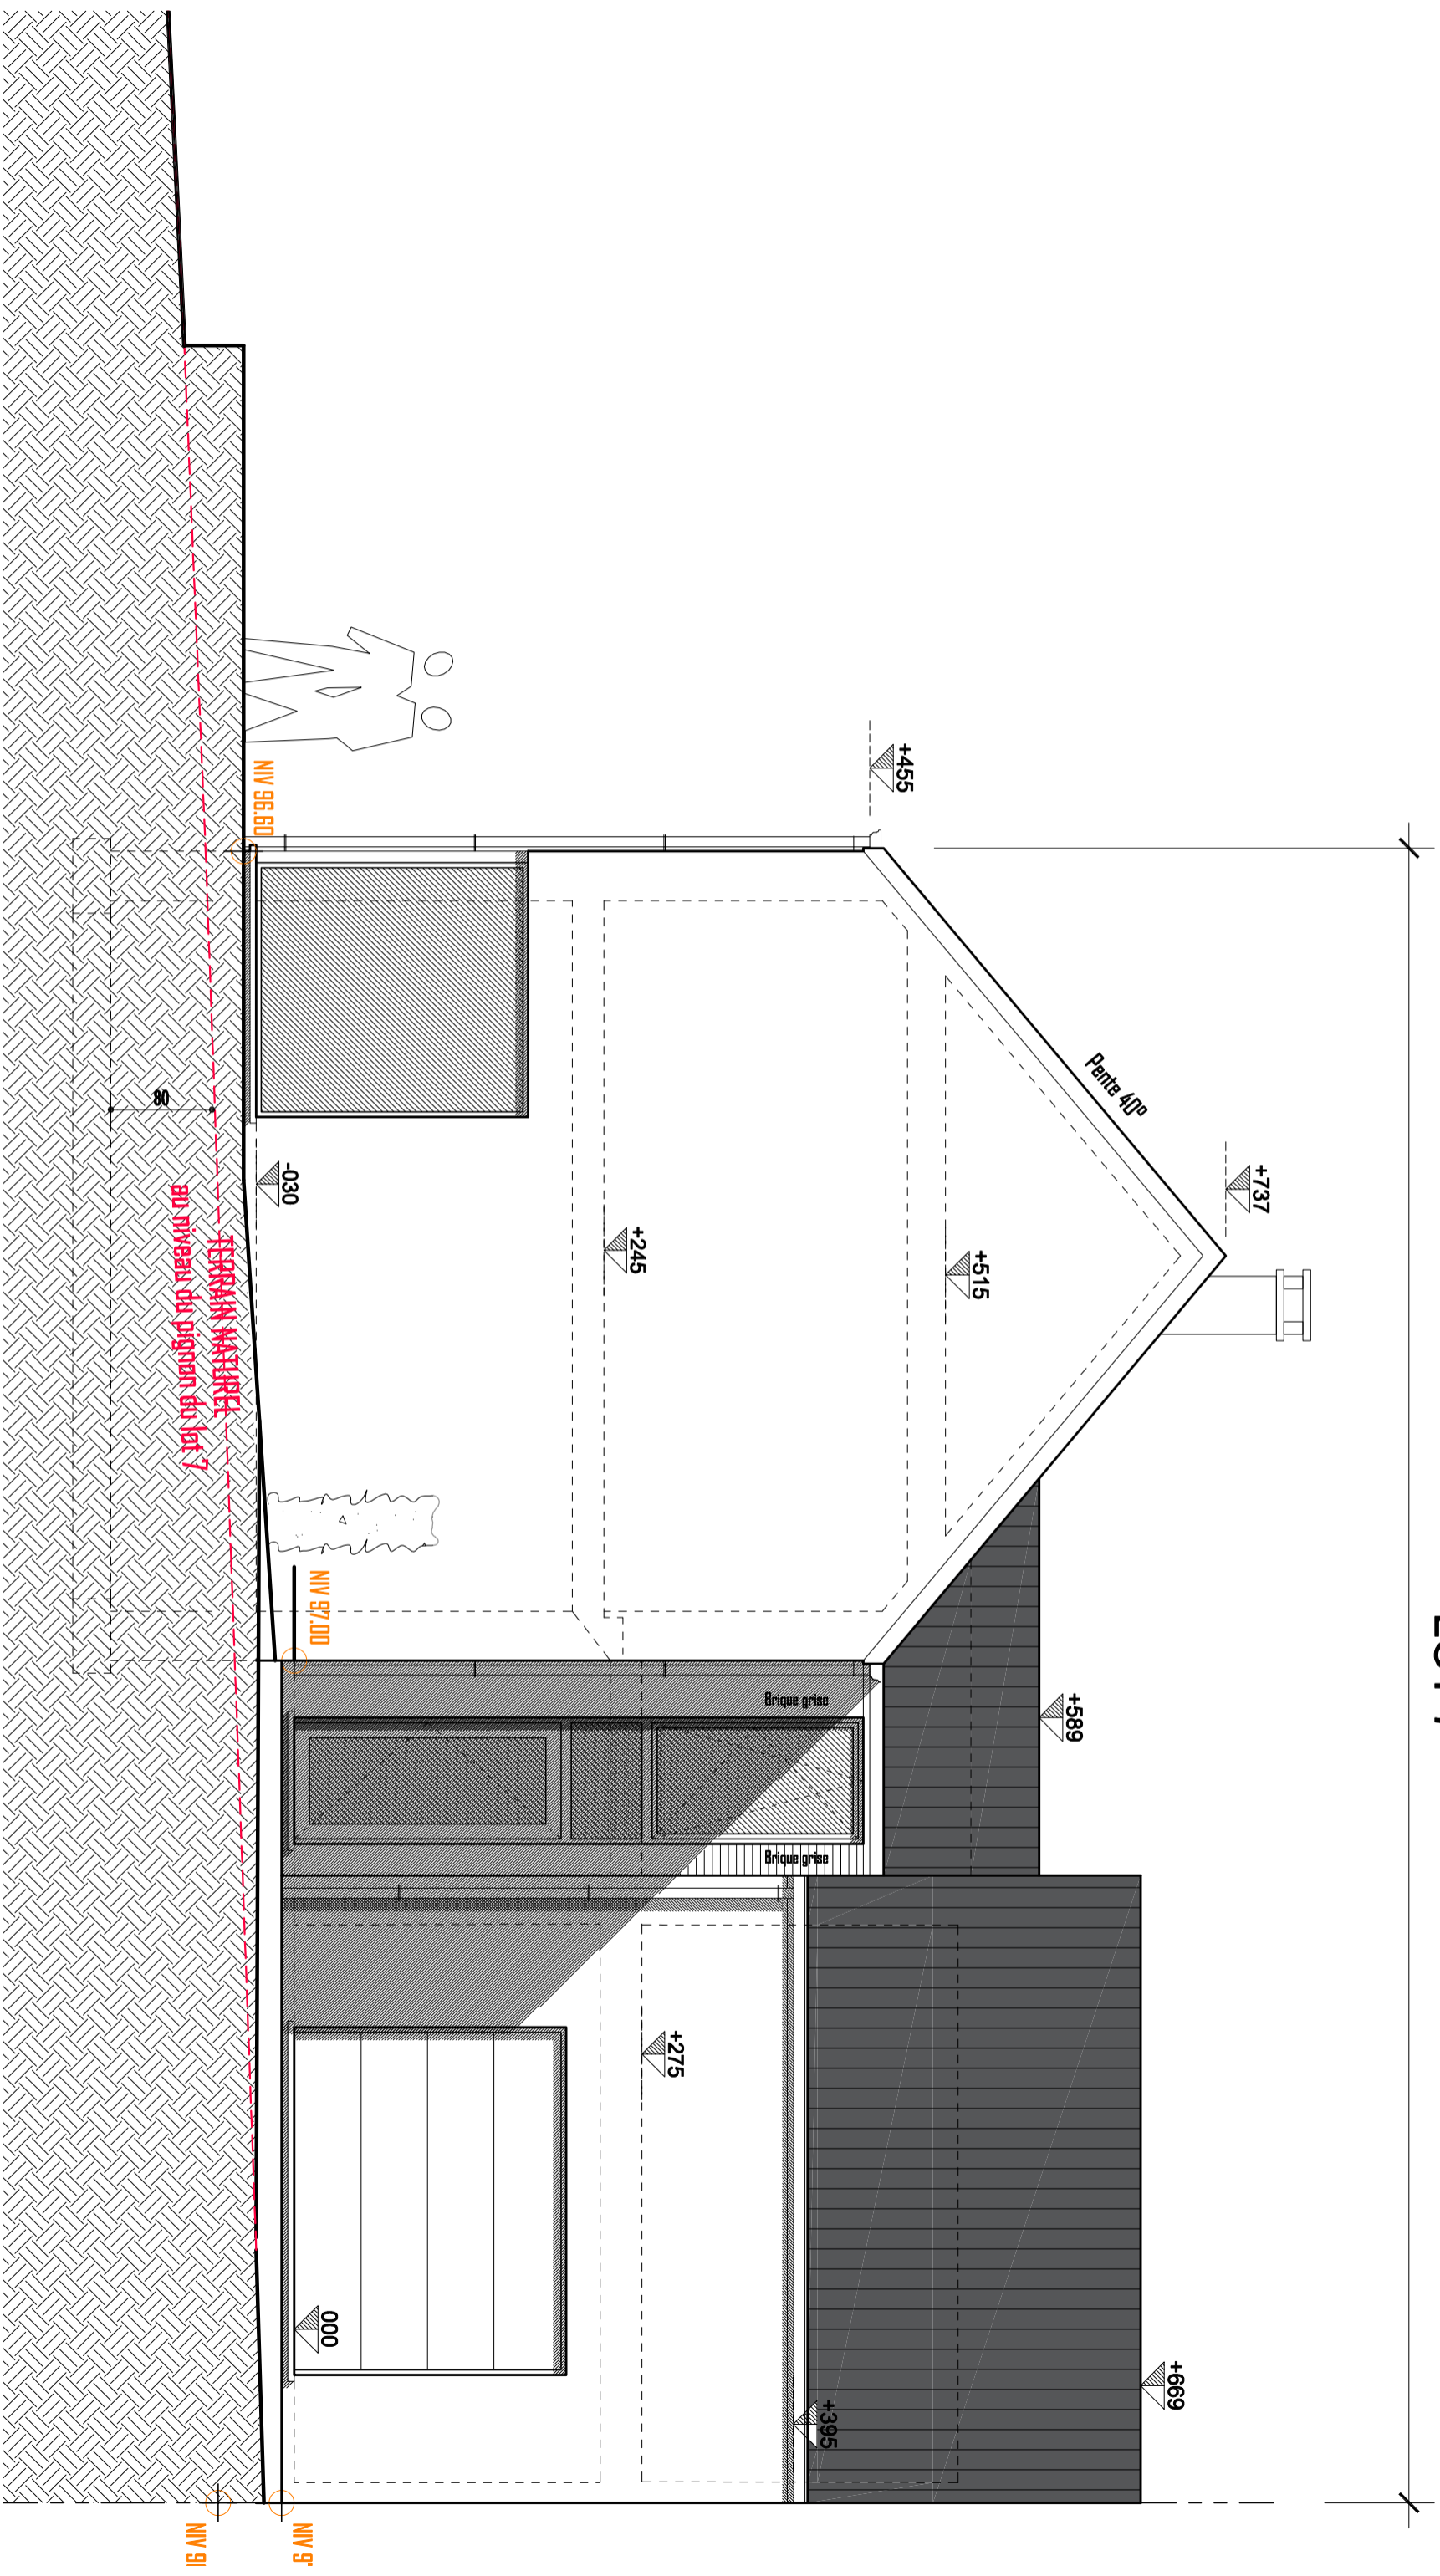 +737
Pente 40º
+669
+589
+455
+515
Brique grise
Brique grise
+395
+245
+275
NIV 97.00
000
-030
NIV 96.60
TERRAIN NATUREL
au niveau du pignon du lot 7
80